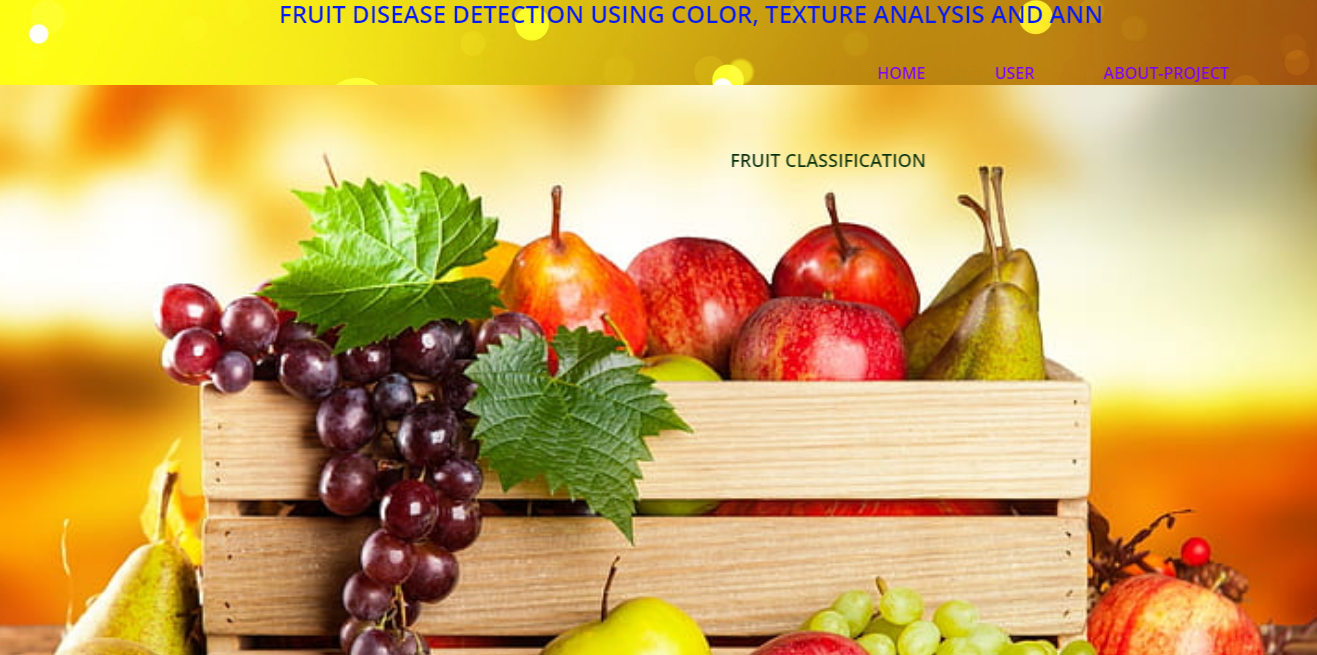 FRUIT DISEASE DETECTION USING COLOR, TEXTURE ANALYSIS AND ANN
HOME USER ABOUT-PROJECT
FRUIT CLASSIFICATION